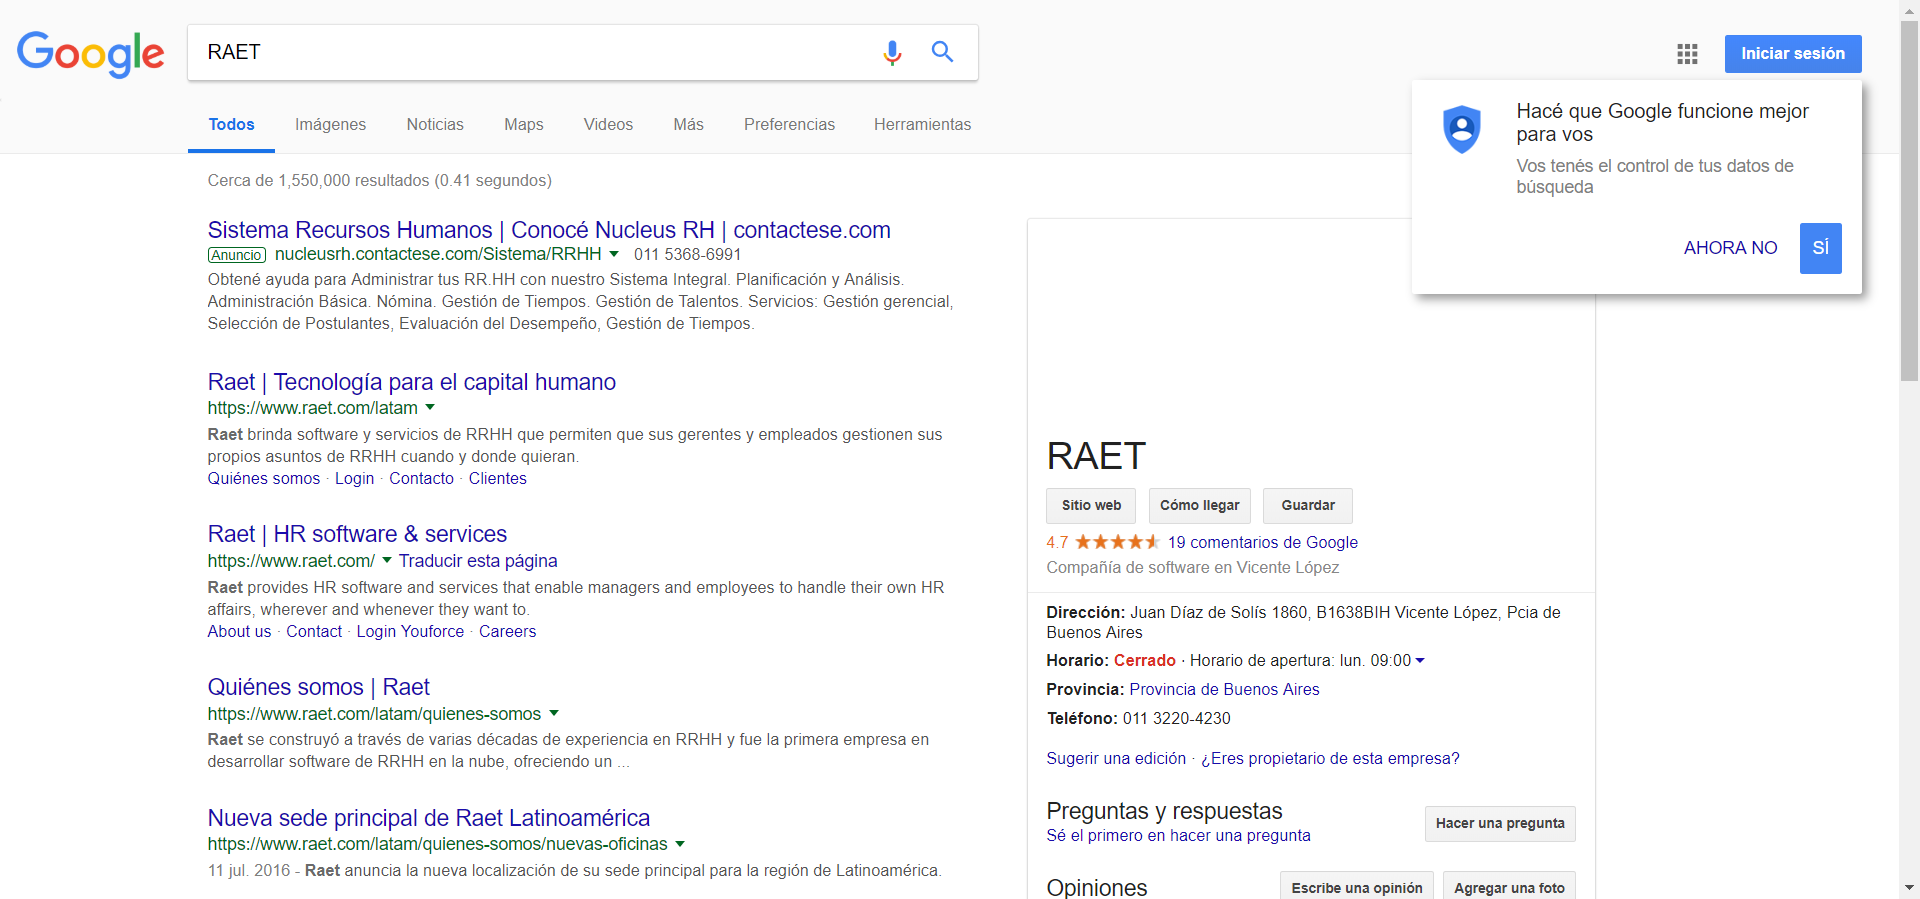 Google
RAET
Iniciar sesión
Todos Imágenes Noticias Maps Videos Más Preferencias Herramientas
Hacé que Google funcione mejor
para vos
Vos tenés el control de tus datos de
búsqueda
AHORA NO SÍ
Cerca de 1,550,000 resultados (0.41 segundos)
Sistema Recursos Humanos | Conocé Nucleus RH | contactese.com
Anuncio nucleusrh.contactese.com/Sistema/RRHH 011 5368-6991
Obtené ayuda para Administrar tus RR.HH con nuestro Sistema Integral. Planificación y Análisis.
Administración Básica. Nómina. Gestión de Tiempos. Gestión de Talentos. Servicios: Gestión gerencial,
Selección de Postulantes, Evaluación del Desempeño, Gestión de Tiempos.
Raet | Tecnología para el capital humano
https://www.raet.com/latam
Raet brinda software y servicios de RRHH que permiten que sus gerentes y empleados gestionen sus
propios asuntos de RRHH cuando y donde quieran.
Quiénes somos · Login · Contacto · Clientes
Raet | HR software & services
https://www.raet.com/ Traducir esta página
Raet provides HR software and services that enable managers and employees to handle their own HR
affairs, wherever and whenever they want to.
About us · Contact · Login Youforce · Careers
Quiénes somos | Raet
https://www.raet.com/latam/quienes-somos
Raet se construyó a través de varias décadas de experiencia en RRHH y fue la primera empresa en
desarrollar software de RRHH en la nube, ofreciendo un ...
Nueva sede principal de Raet Latinoamérica
https://www.raet.com/latam/quienes-somos/nuevas-oficinas
11 jul. 2016 - Raet anuncia la nueva localización de su sede principal para la región de Latinoamérica.
RAET
Sitio web Cómo llegar Guardar
4.7 19 comentarios de Google
Compañía de software en Vicente López
Dirección: Juan Díaz de Solís 1860, B1638BIH Vicente López, Pcia de
Buenos Aires
Horario: Cerrado · Horario de apertura: lun. 09:00
Provincia: Provincia de Buenos Aires
Teléfono: 011 3220-4230
Sugerir una edición · ¿Eres propietario de esta empresa?
Preguntas y respuestas
Sé el primero en hacer una pregunta
Hacer una pregunta
Opiniones
Escribe una opinión Agregar una foto